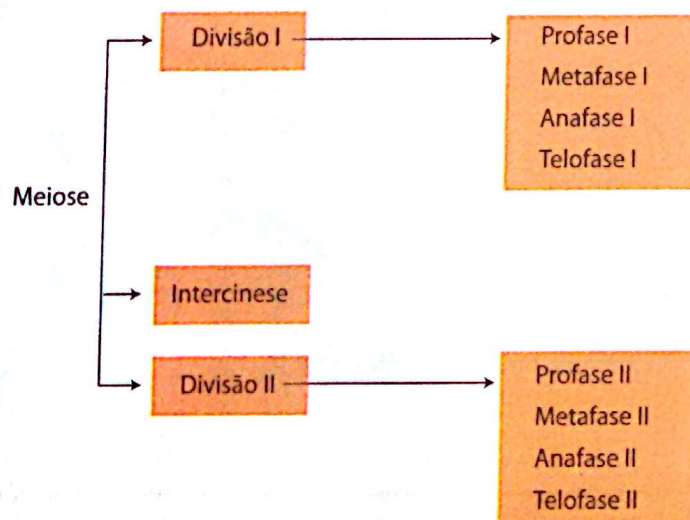 Divisão I
Profase I
Metafase I
Anafase I
Telofase I
Meiose
Intercinese
Divisão II
Profase II
Metafase II
Anafase II
Telofase II